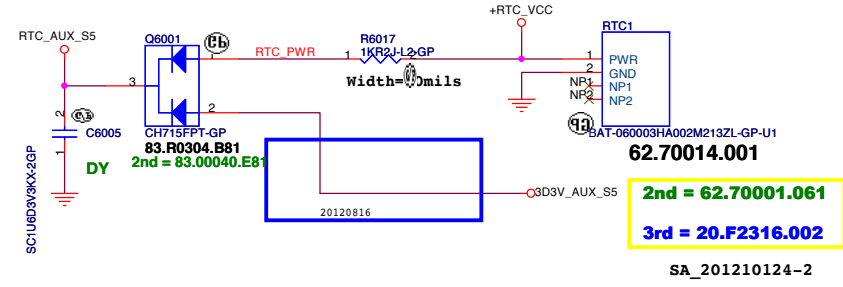 +RTC_VCC
RTC_AUX_S5
Q6001
R6017
1KR2J-L2-GP
RTC1
RTC_PWR
1
2
3
2
1
2
PWR
GND
NP1
NP2
NP1
NP2
2
1
C6005
DY
SC1U6D3V3KX-2GP
CH715FPT-GP
83.R0304.B81
2nd = 83.00040.E81
BAT-060003HA002M213ZL-GP-U1
62.70014.001
3D3V_AUX_S5
20120816
2nd = 62.70001.061
3rd = 20.F2316.002
SA_201210124-2